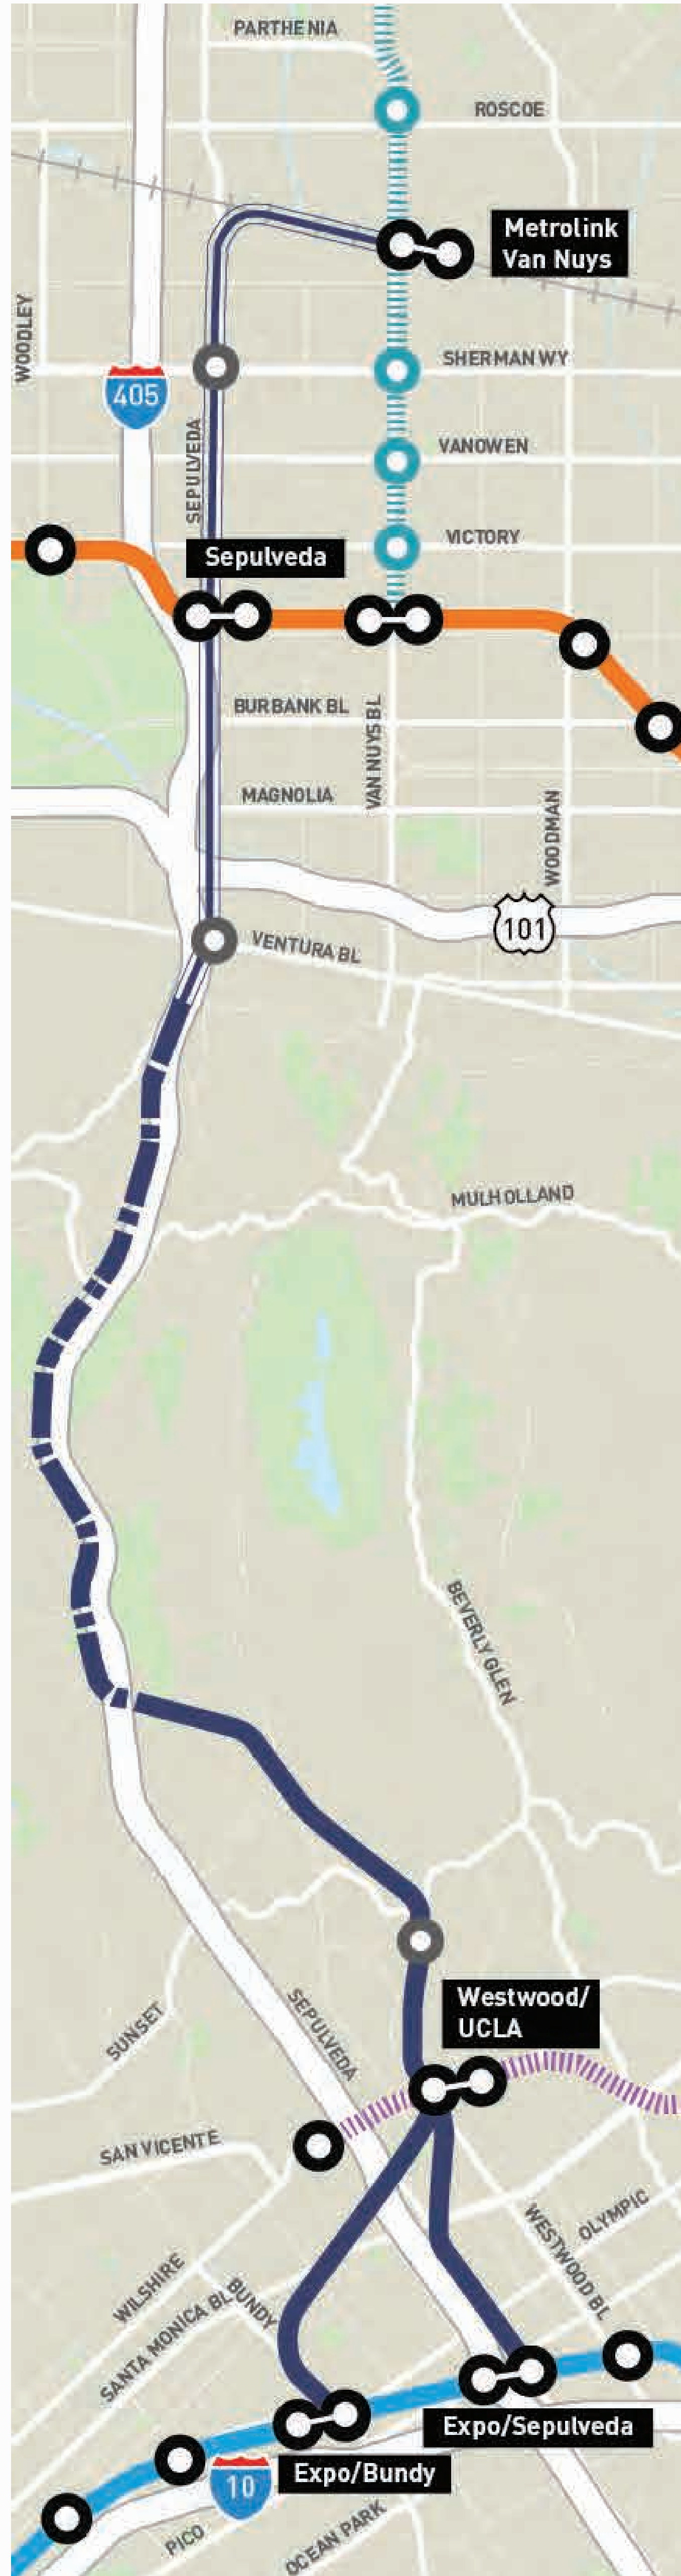 PARTHENIA
ROSCOE
Metrolink
Van Nuys
WOODLEY
SHERMAN WY
405
SEPULVEDA
VANOWEN
VICTORY
Sepulveda
BURBANK BL
VAN NUYS BL
MAGNOLIA
WOODMAN
101
VENTURA BL
MULHOLLAND
BEVERLY GLEN
Westwood/
UCLA
SUNSET
SEPULVEDA
SAN VICENTE
OLYMPIC
WESTWOOD BL
WILSHIRE
BUNDY
SANTA MONICA BL
Expo/Sepulveda
Expo/Bundy
10
PICO
OCEAN PARK